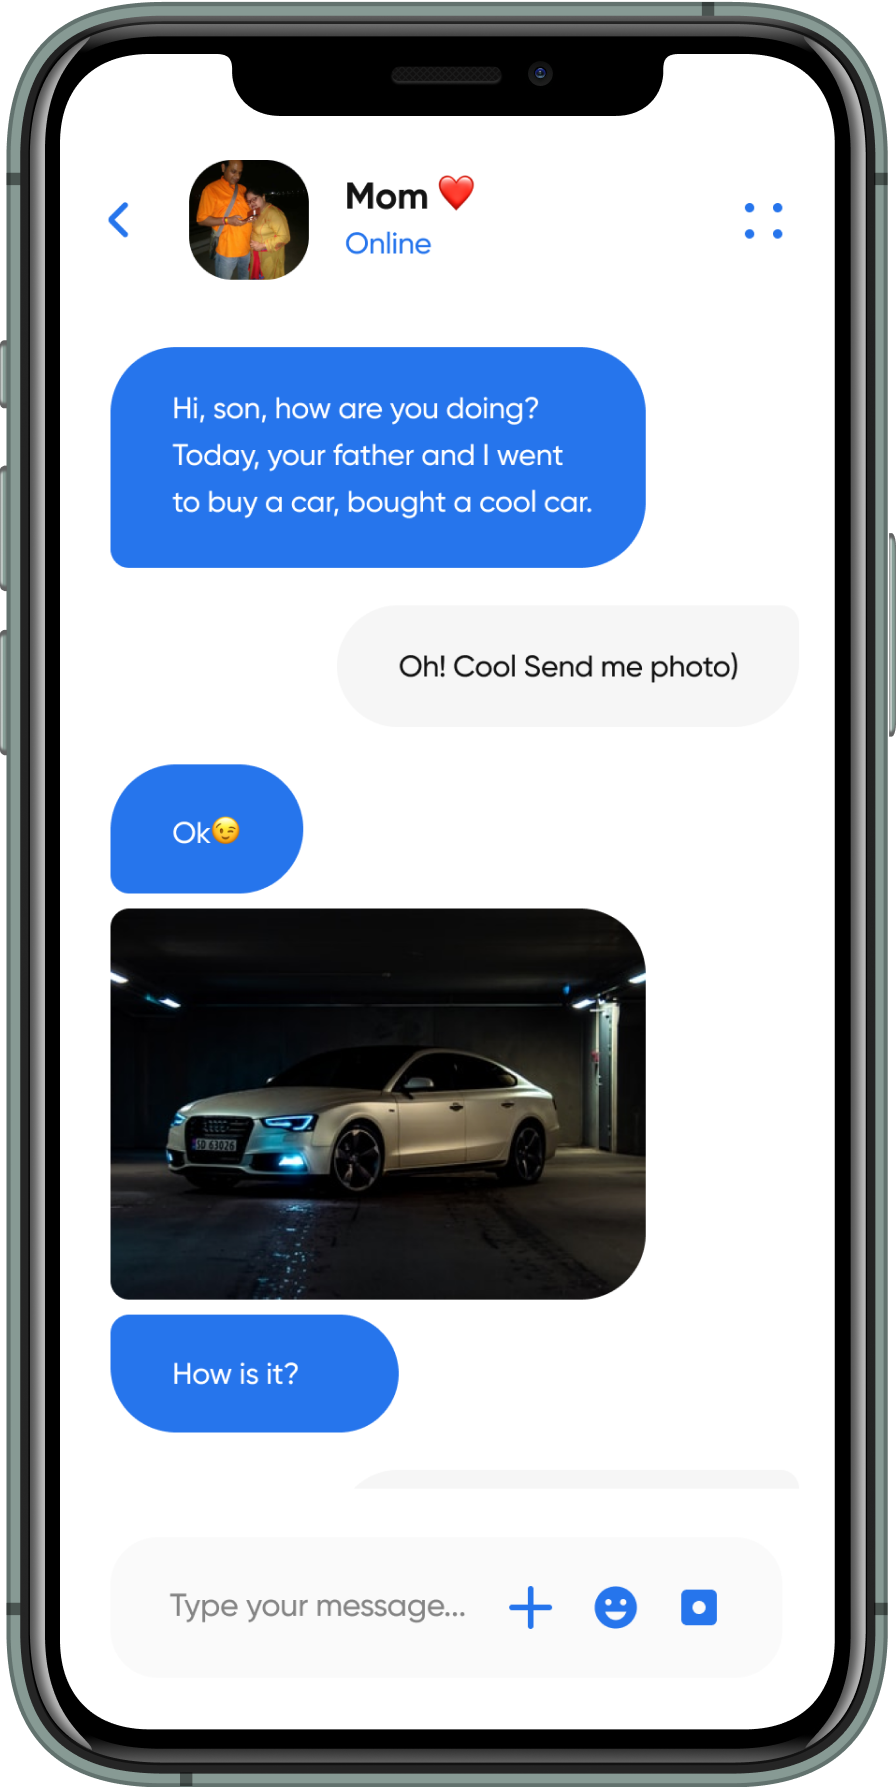 Mom ❤️
Online
Hi, son, how are you doing?
Today, your father and I went
to buy a car, bought a cool car.
Oh! Cool Send me photo)
Ok😉
SD 63026
How is it?
Type your message...